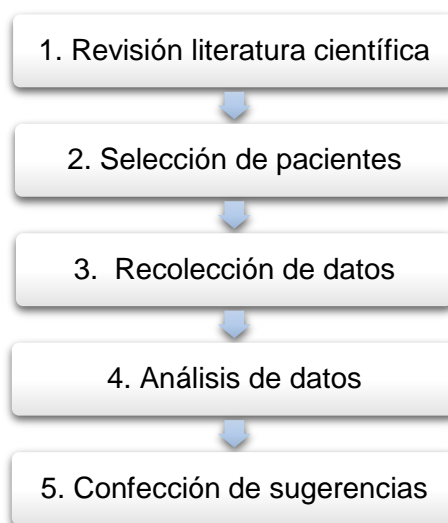 1. Revisión literatura científica
2. Selección de pacientes
3. Recolección de datos
4. Análisis de datos
5. Confección de sugerencias